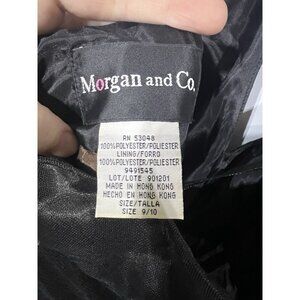 Morgan and Co.
RN 53048
100%POLYESTER/POLIESTER
LINING/FORRO
100%POLYESTER/POLIESTER
9491545
LOT/LOTE 901201
MADE IN HONG KONG
HECHO EN HONG KONG
SIZE/TALLA
SIZE 9/10